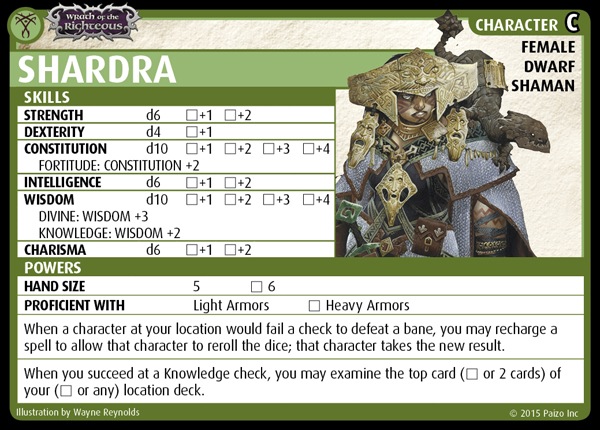 WRATH of the
RIGHTEOUS
CHARACTER C
FEMALE
DWARF
SHAMAN
SHARDRA
SKILLS
STRENGTH d6 □+1 □+2
DEXTERITY d4 □+1
CONSTITUTION d10 □+1 □+2 □+3 □+4
FORTITUDE: CONSTITUTION +2
INTELLIGENCE d6 □+1 □+2
WISDOM d10 □+1 □+2 □+3 □+4
DIVINE: WISDOM +3
KNOWLEDGE: WISDOM +2
CHARISMA d6 □+1 □+2
POWERS
HAND SIZE 5 □ 6
PROFICIENT WITH Light Armors □ Heavy Armors
When a character at your location would fail a check to defeat a bane, you may recharge
a spell to allow that character to reroll the dice; that character takes the new result.
When you succeed at a Knowledge check, you may examine the top card (□ or 2 cards) of
your (□ or any) location deck.
Illustration by Wayne Reynolds
© 2015 Paizo Inc